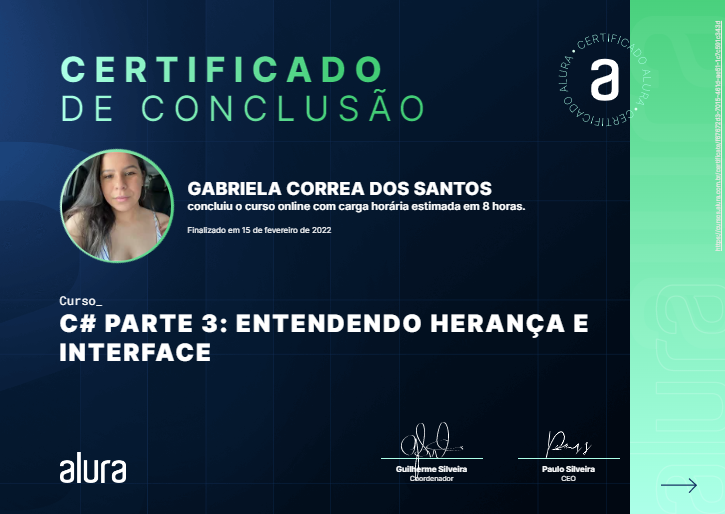 CERTIFICADO
DE CONCLUSÃO
CERTIFICADO ALURA • CERTIFICADO ALURA •
a
GABRIELA CORREA DOS SANTOS
concluiu o curso online com carga horária estimada em 8 horas.
Finalizado em 15 de fevereiro de 2022
Curso_
C# PARTE 3: ENTENDENDO HERANÇA E
INTERFACE
alura
Guilherme Silveira
Coordenador
Paulo Silveira
CEO
alura